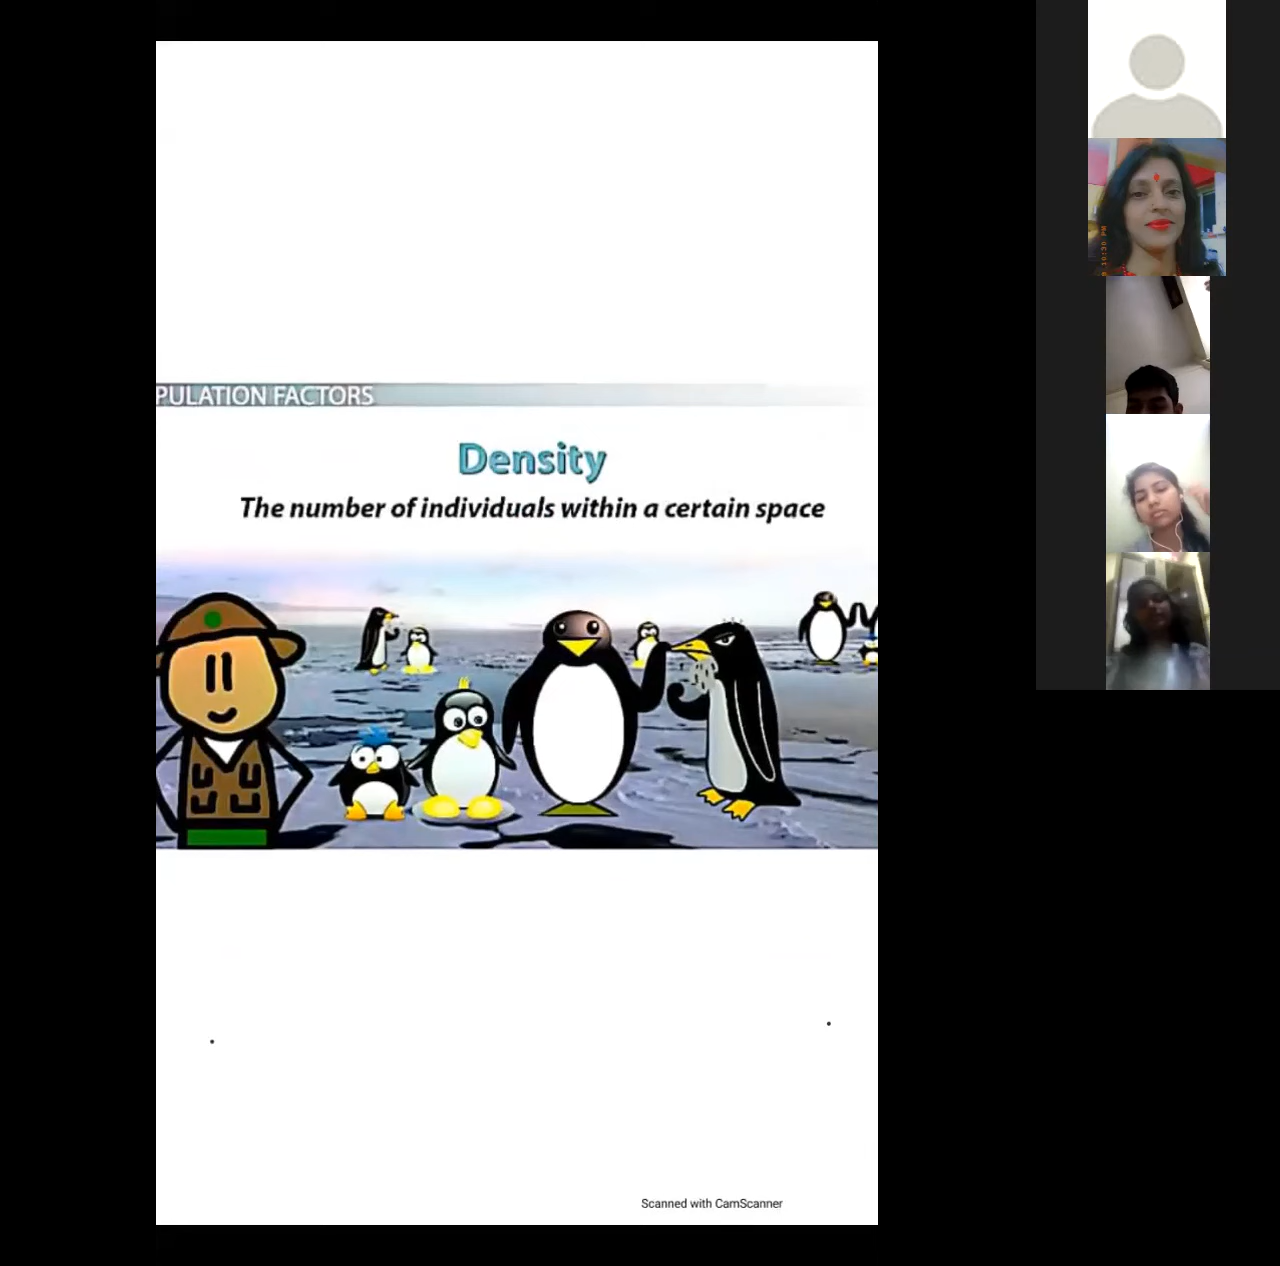 PULATION FACTORS
Density
The number of individuals within a certain space
Scanned with CamScanner